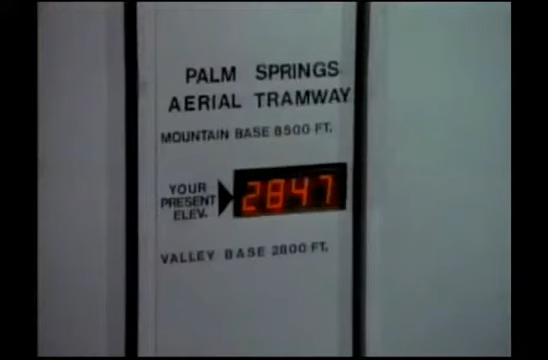 PALM SPRINGS
AERIAL TRAMWAY
MOUNTAIN BASE 8500 FT.
YOUR
PRESENT
ELEV.
2847
VALLEY BASE 2800 FT.